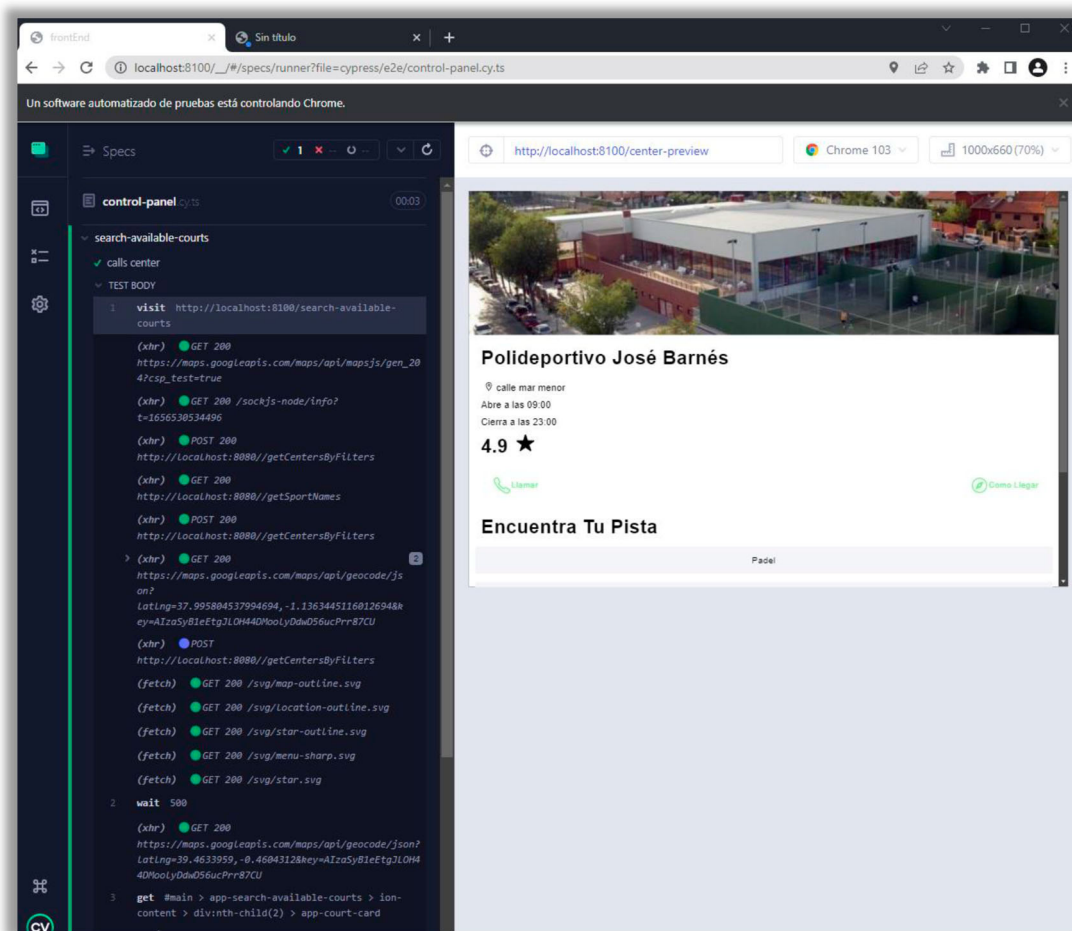 frontEnd
Sin título
localhost:8100/__/#/specs/runner?file=cypress/e2e/control-panel.cy.ts
Un software automatizado de pruebas está controlando Chrome.
Specs
1 -- --
http://localhost:8100/center-preview
Chrome 103
1000x660 (70%)
control-panel.cy.ts
00:03
search-available-courts
calls center
TEST BODY
1 visit http://localhost:8100/search-available-
courts
(xhr) GET 200
https://maps.googleapis.com/maps/api/mapsjs/gen_20
4?csp_test=true
(xhr) GET 200 /sockjs-node/info?
t=1656530534496
(xhr) POST 200
http://localhost:8080//getCentersByFilters
(xhr) GET 200
http://localhost:8080//getSportNames
(xhr) POST 200
http://localhost:8080//getCentersByFilters
(xhr) GET 200 2
https://maps.googleapis.com/maps/api/geocode/js
on?
latlng=37.995804537994694,-1.1363445116012694&k
ey=AIzaSyB1eEtgJLOH44DMooLyDdwD56ucPrr87CU
(xhr) POST
http://localhost:8080//getCentersByFilters
(fetch) GET 200 /svg/map-outline.svg
(fetch) GET 200 /svg/location-outline.svg
(fetch) GET 200 /svg/star-outline.svg
(fetch) GET 200 /svg/menu-sharp.svg
(fetch) GET 200 /svg/star.svg
2 wait 500
(xhr) GET 200
https://maps.googleapis.com/maps/api/geocode/json?
latlng=39.4633959,-0.4604312&key=AIzaSyB1eEtgJLOH4
4DMooLyDdwD56ucPrr87CU
3 get #main > app-search-available-courts > ion-
content > div:nth-child(2) > app-court-card
cy
Polideportivo José Barnés
calle mar menor
Abre a las 09:00
Cierra a las 23:00
4.9 ★
Llamar
Como Llegar
Encuentra Tu Pista
Padel